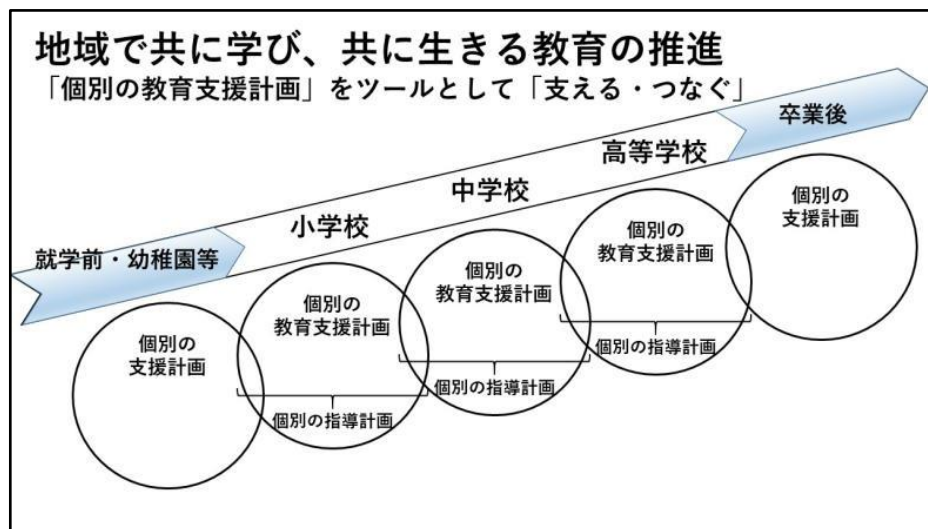 地域で共に学び、共に生きる教育の推進
「個別の教育支援計画」をツールとして「支える・つなぐ」
就学前・幼稚園等
小学校
中学校
高等学校
卒業後
個別の
支援計画
個別の
教育支援計画
個別の指導計画
個別の
教育支援計画
個別の指導計画
個別の
教育支援計画
個別の指導計画
個別の
支援計画